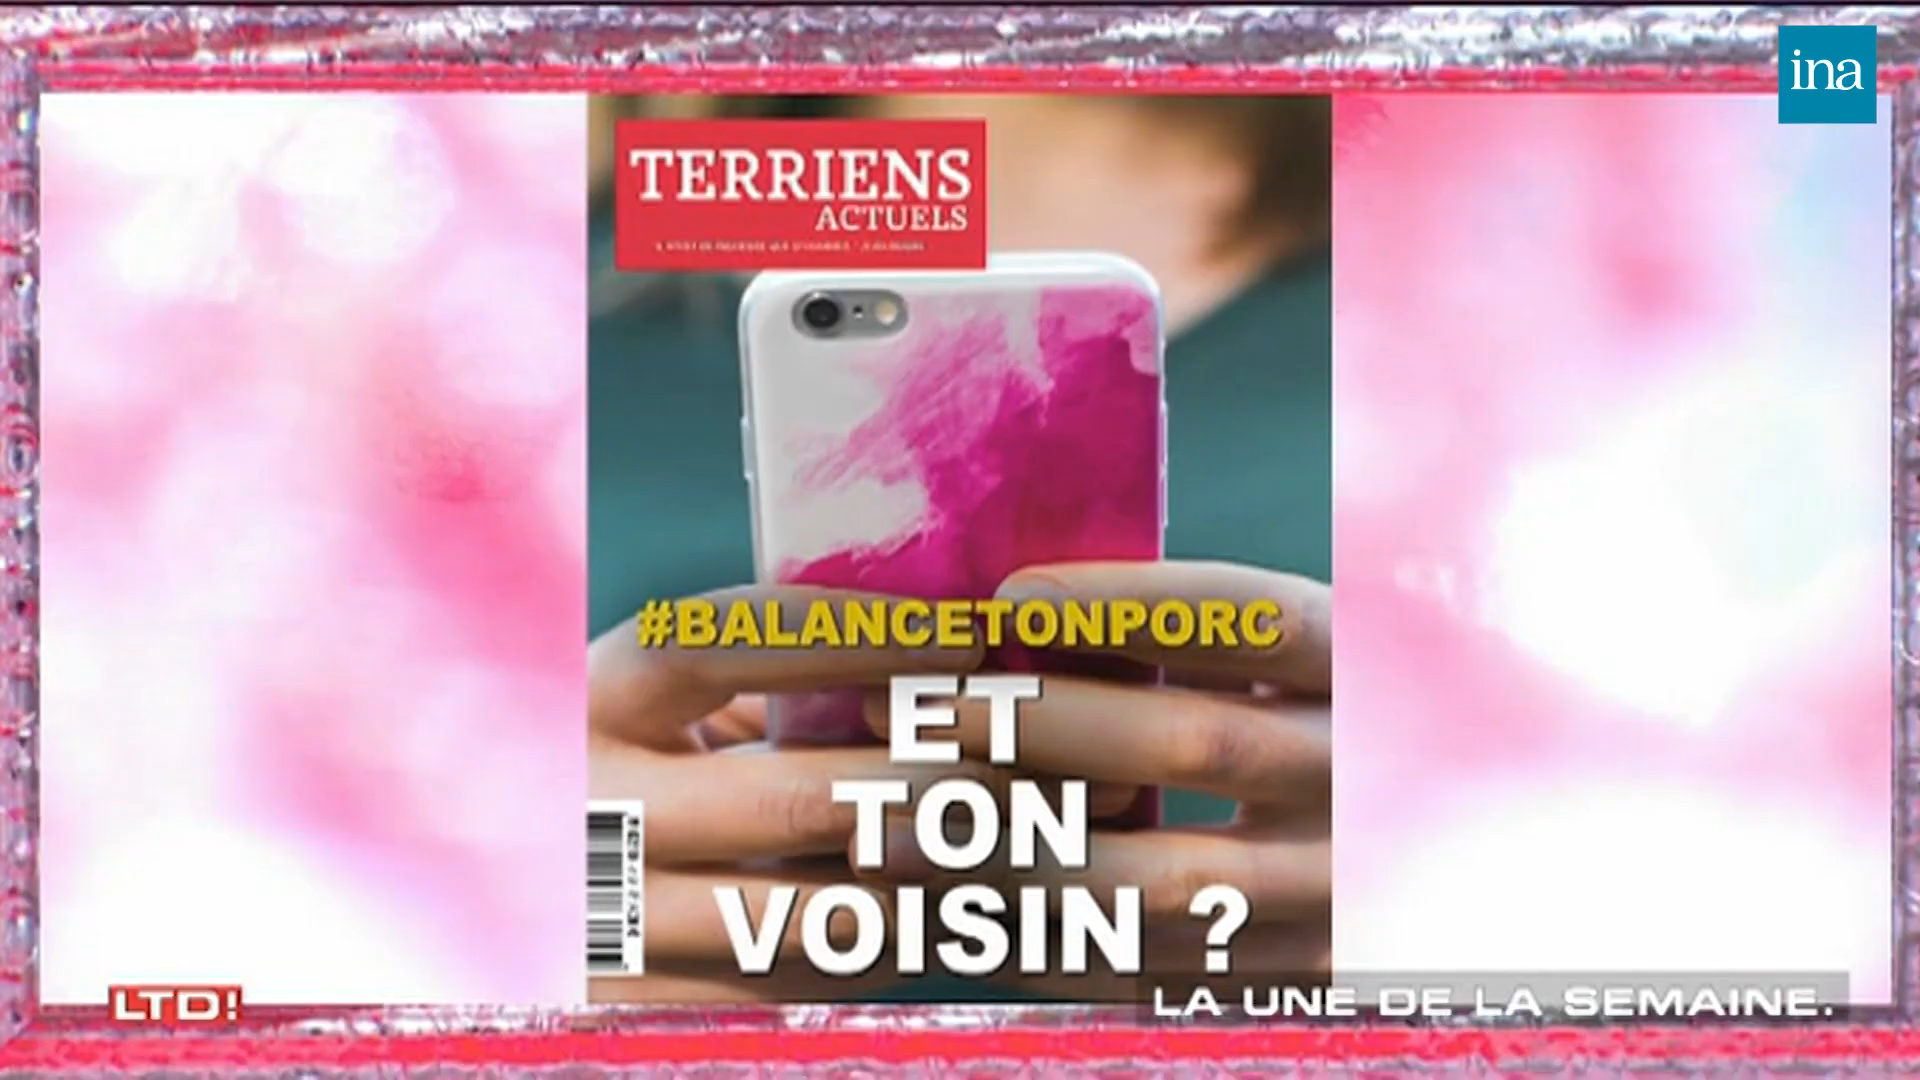 ina
TERRIENS
ACTUELS
#BALANCETONPORC
ET
TON
VOISIN ?
LTD!
LA UNE DE LA SEMAINE.